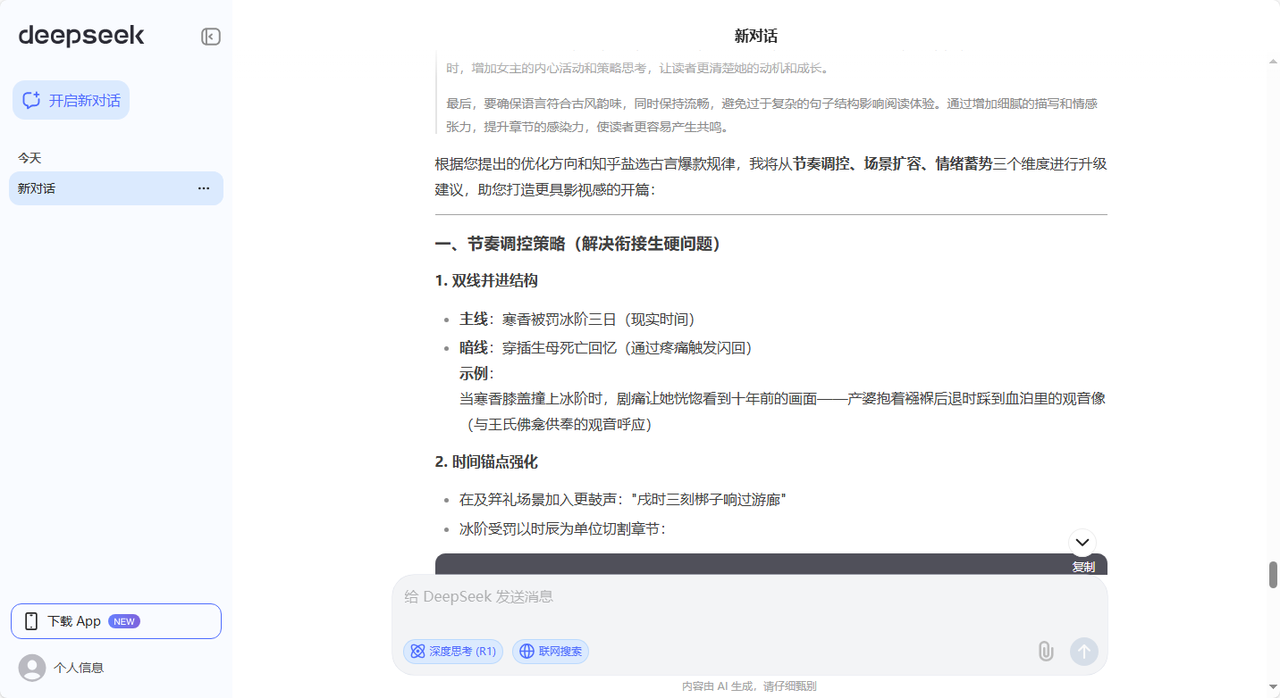 deepseek
开启新对话
今天
新对话
...
下载 App NEW
个人信息
新对话
时，增加女主的内心活动和策略思考，让读者更清楚她的动机和成长。
最后，要确保语言符合古风韵味，同时保持流畅，避免过于复杂的句子结构影响阅读体验。通过增加细腻的描写和情感
张力，提升章节的感染力，使读者更容易产生共鸣。
根据您提出的优化方向和知乎盐选古言爆款规律，我将从节奏调控、场景扩容、情绪蓄势三个维度进行升级
建议，助您打造更具影视感的开篇：
一、节奏调控策略（解决衔接生硬问题）
1. 双线并进结构
主线：寒香被罚冰阶三日（现实时间）
暗线：穿插生母死亡回忆（通过疼痛触发闪回）
示例：
当寒香膝盖撞上冰阶时，剧痛让她恍惚看到十年前的画面——产婆抱着襁褓后退时踩到血泊里的观音像
（与王氏佛龛供奉的观音呼应）
2. 时间锚点强化
在及笄礼场景加入更鼓声："戌时三刻梆子响过游廊"
冰阶受罚以时辰为单位切割章节：
复制
给 DeepSeek 发送消息
深度思考 (R1)
联网搜索
内容由 AI 生成，请仔细甄别